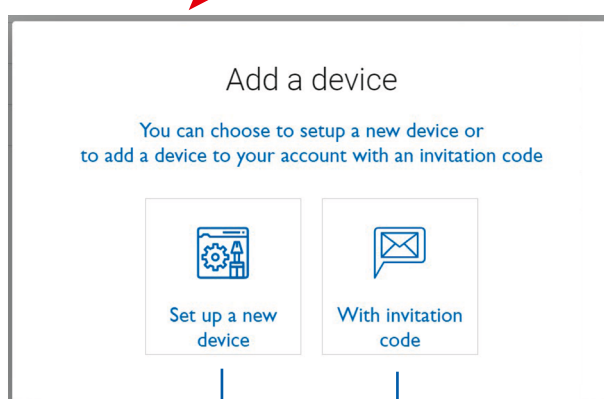 Add a device
You can choose to setup a new device or
to add a device to your account with an invitation code
Set up a new
device
With invitation
code